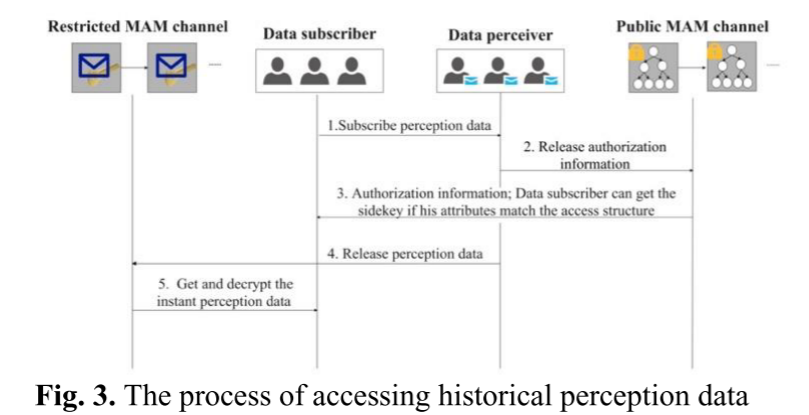 Restricted MAM channel
Data subscriber
Data perceiver
Public MAM channel
1.Subscribe perception data
2. Release authorization
information
3. Authorization information; Data subscriber can get the
sidekey if his attributes match the access structure
4. Release perception data
5. Get and decrypt the
instant perception data
Fig. 3. The process of accessing historical perception data